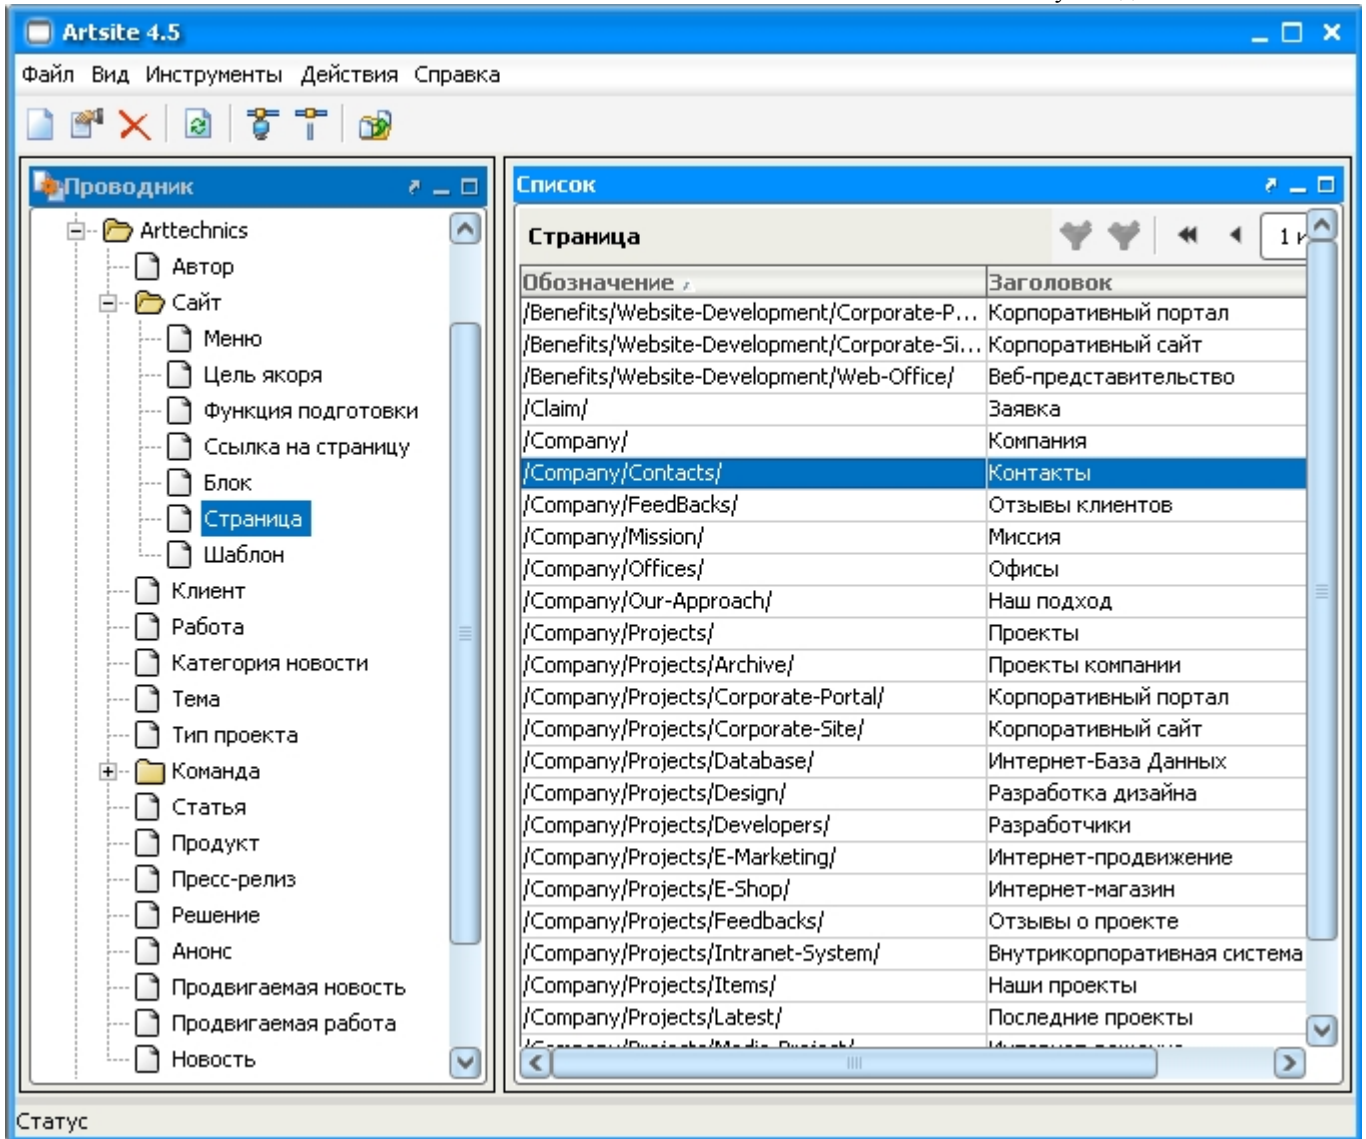 Artsite 4.5
Файл Вид Инструменты Действия Справка
Проводник
Arttechnics
Автор
Сайт
Меню
Цель якоря
Функция подготовки
Ссылка на страницу
Блок
Страница
Шаблон
Клиент
Работа
Категория новости
Тема
Тип проекта
Команда
Статья
Продукт
Пресс-релиз
Решение
Анонс
Продвигаемая новость
Продвигаемая работа
Новость
Список
Страница 1
Обозначение Заголовок
/Benefits/Website-Development/Corporate-P... Корпоративный портал
/Benefits/Website-Development/Corporate-Si... Корпоративный сайт
/Benefits/Website-Development/Web-Office/ Веб-представительство
/Claim/ Заявка
/Company/ Компания
/Company/Contacts/ Контакты
/Company/FeedBacks/ Отзывы клиентов
/Company/Mission/ Миссия
/Company/Offices/ Офисы
/Company/Our-Approach/ Наш подход
/Company/Projects/ Проекты
/Company/Projects/Archive/ Проекты компании
/Company/Projects/Corporate-Portal/ Корпоративный портал
/Company/Projects/Corporate-Site/ Корпоративный сайт
/Company/Projects/Database/ Интернет-База Данных
/Company/Projects/Design/ Разработка дизайна
/Company/Projects/Developers/ Разработчики
/Company/Projects/E-Marketing/ Интернет-продвижение
/Company/Projects/E-Shop/ Интернет-магазин
/Company/Projects/Feedbacks/ Отзывы о проекте
/Company/Projects/Intranet-System/ Внутрикорпоративная система
/Company/Projects/Items/ Наши проекты
/Company/Projects/Latest/ Последние проекты
Статус